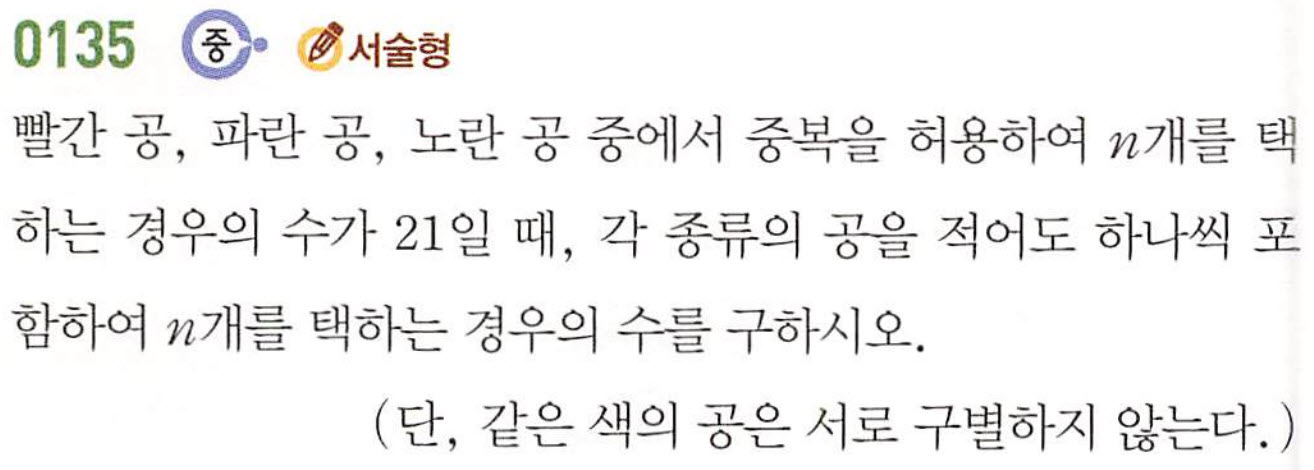 0135 중 서술형
빨간 공, 파란 공, 노란 공 중에서 중복을 허용하여 n개를 택
하는 경우의 수가 21일 때, 각 종류의 공을 적어도 하나씩 포
함하여 n개를 택하는 경우의 수를 구하시오.
(단, 같은 색의 공은 서로 구별하지 않는다.)